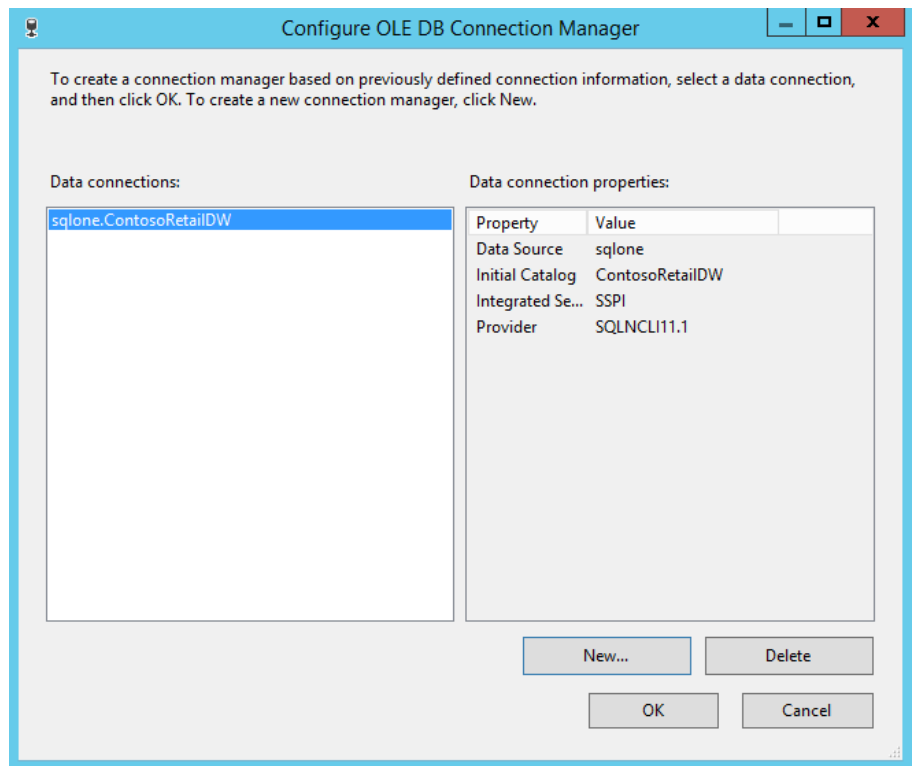 Configure OLE DB Connection Manager
To create a connection manager based on previously defined connection information, select a data connection,
and then click OK. To create a new connection manager, click New.
Data connections:
Data connection properties:
sqlone.ContosoRetailDW
Property Value
Data Source sqlone
Initial Catalog ContosoRetailDW
Integrated Se... SSPI
Provider SQLNCLI11.1
New... Delete
OK Cancel